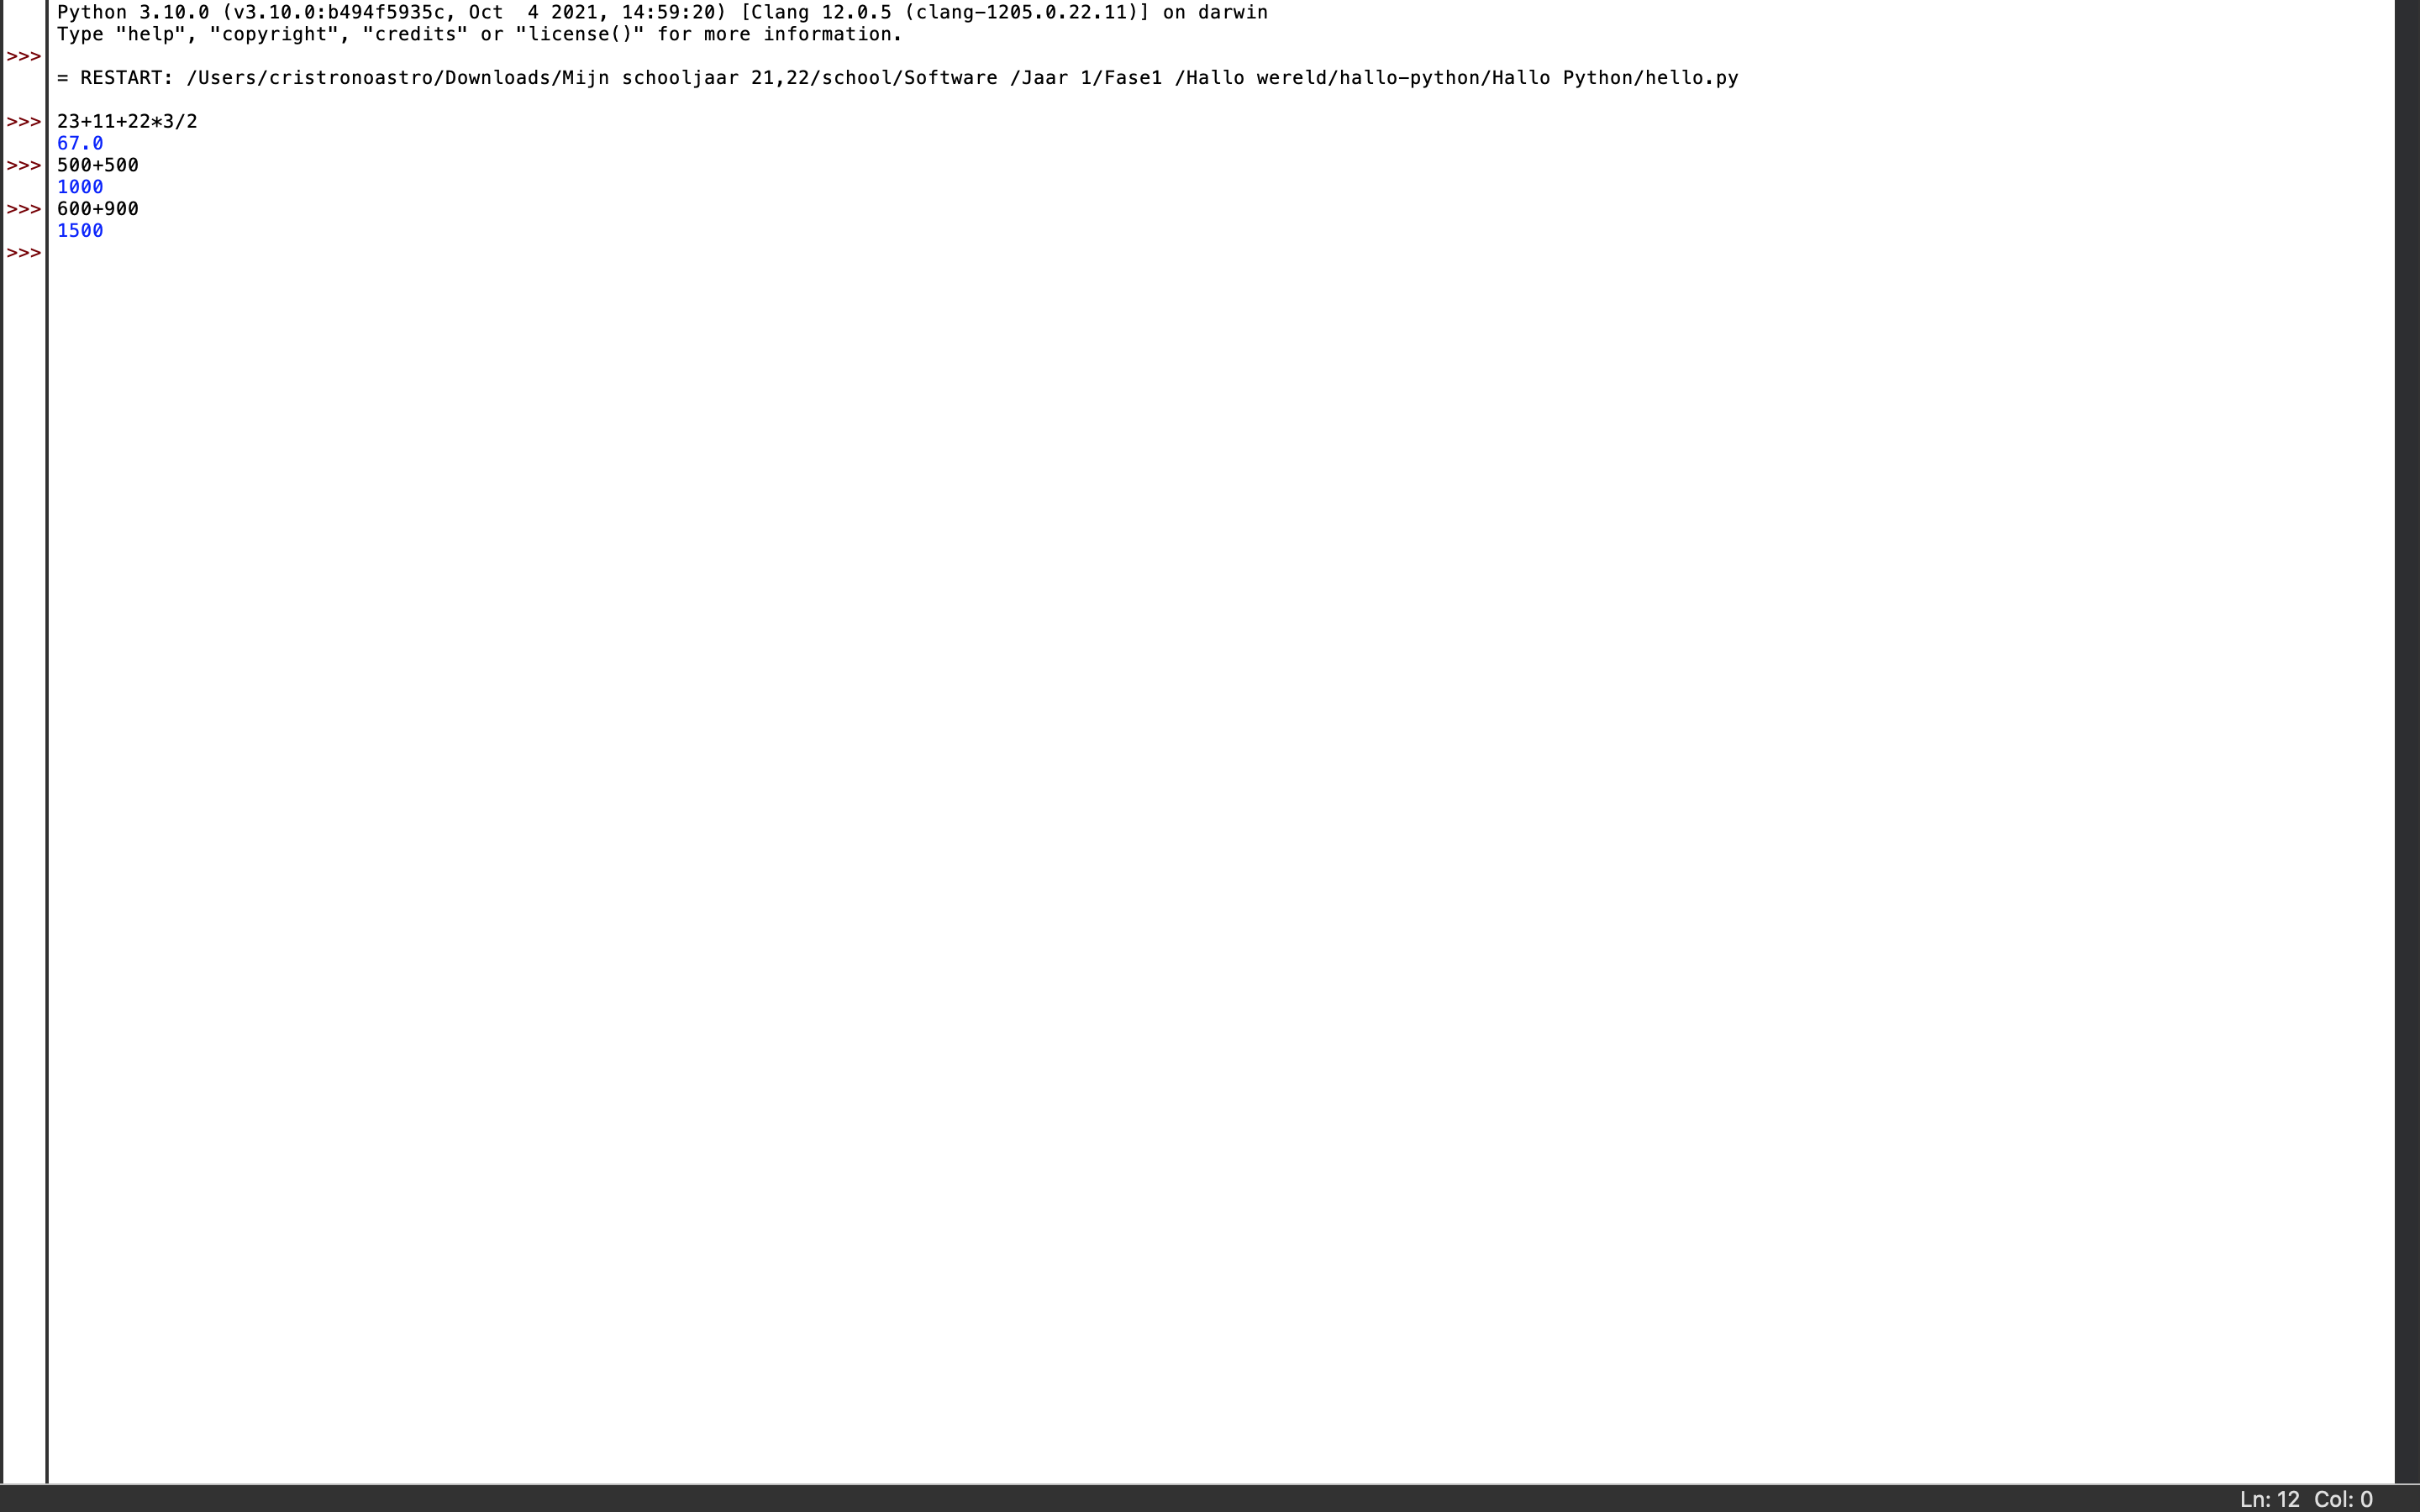 Python 3.10.0 (v3.10.0:b494f5935c, Oct  4 2021, 14:59:20) [Clang 12.0.5 (clang-1205.0.22.11)] on darwin
Type "help", "copyright", "credits" or "license()" for more information.
>>>
= RESTART: /Users/cristronoastro/Downloads/Mijn schooljaar 21,22/school/Software /Jaar 1/Fase1 /Hallo wereld/hallo-python/Hallo Python/hello.py
>>> 23+11+22*3/2
67.0
>>> 500+500
1000
>>> 600+900
1500
>>>
Ln: 12  Col: 0